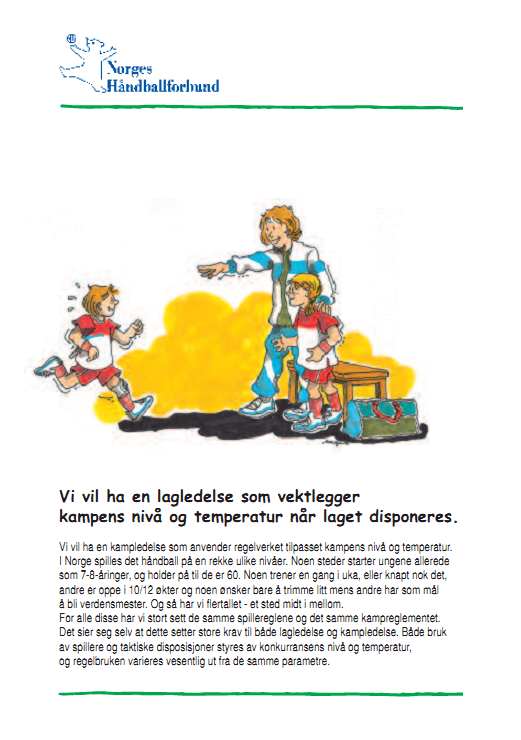 Norges
Håndballforbund
Vi vil ha en lagledelse som vektlegger
kampens nivå og temperatur når laget disponeres.
Vi vil ha en kampledelse som anvender regelverket tilpasset kampens nivå og temperatur.
I Norge spilles det håndball på en rekke ulike nivåer. Noen steder starter ungene allerede
som 7-8-åringer, og holder på til de er 60. Noen trener en gang i uka, eller knapt nok det,
andre er oppe i 10/12 økter og noen ønsker bare å trimme litt mens andre har som mål
å bli verdensmester. Og så har vi flertallet - et sted midt i mellom.
For alle disse har vi stort sett de samme spillereglene og det samme kampreglementet.
Det sier seg selv at dette setter store krav til både lagledelse og kampledelse. Både bruk
av spillere og taktiske disposisjoner styres av konkurransens nivå og temperatur,
og regelbruken varieres vesentlig ut fra de samme parametre.